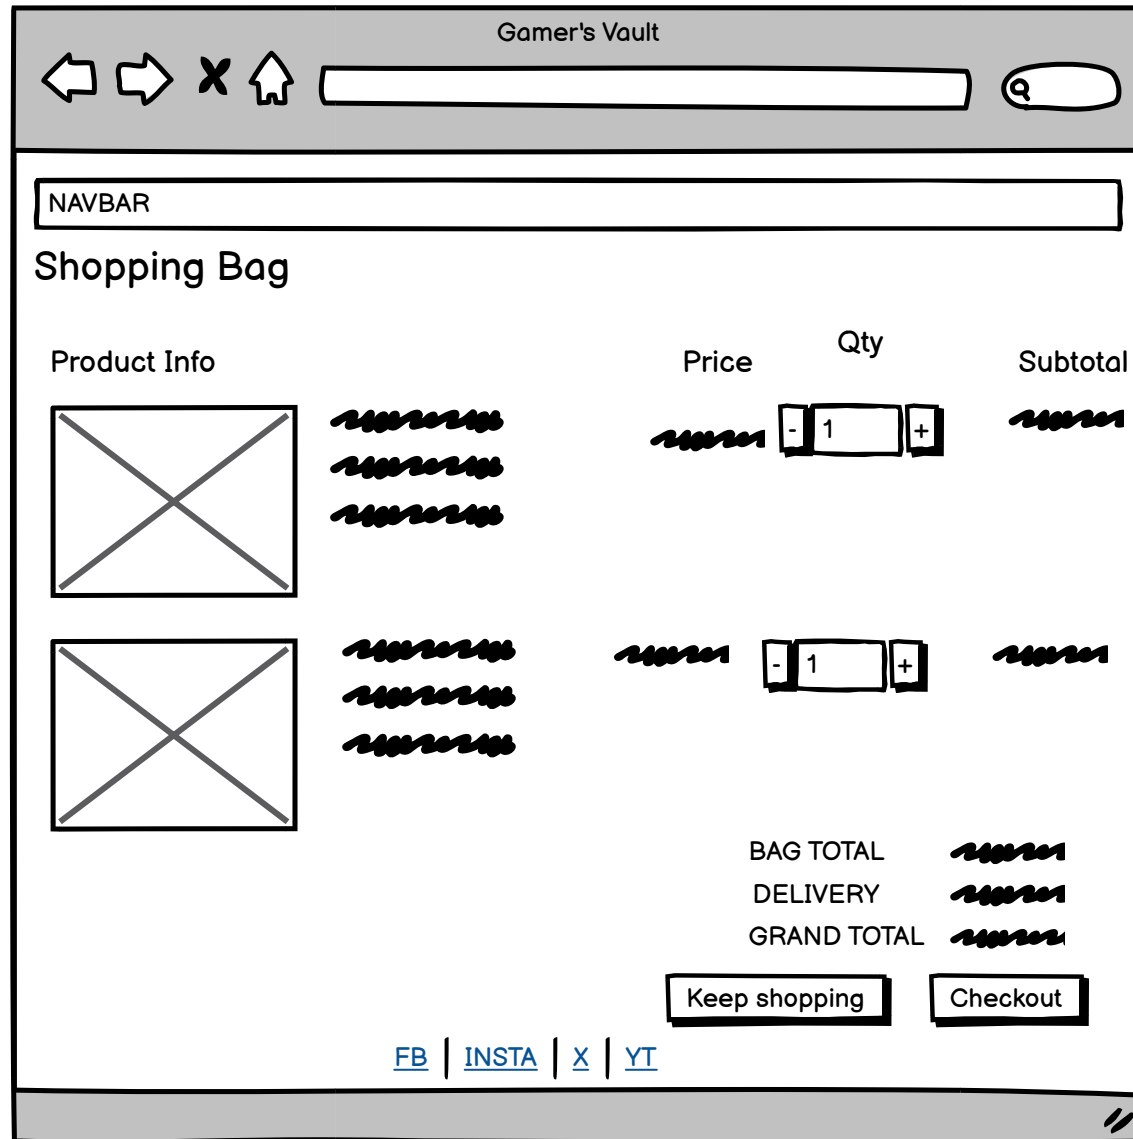 Gamer's Vault
NAVBAR
Shopping Bag
Product Info Price Qty Subtotal
- 1 +
- 1 +
BAG TOTAL
DELIVERY
GRAND TOTAL
Keep shopping Checkout
FB INSTA X YT